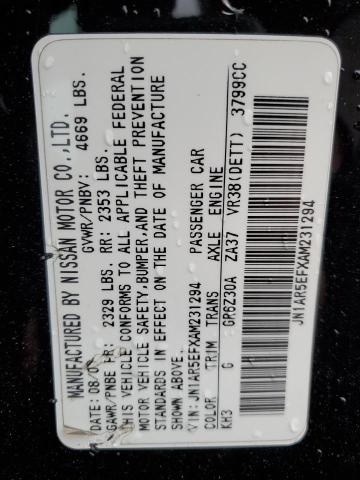 MANUFACTURED BY NISSAN MOTOR CO.,LTD.
DATE: 08/0 GVWR/PNBV: 4669 LBS.
GAWR/PNBE FR: 2329 LBS. RR: 2353 LBS.
THIS VEHICLE CONFORMS TO ALL APPLICABLE FEDERAL
MOTOR VEHICLE SAFETY,BUMPER,AND THEFT PREVENTION
STANDARDS IN EFFECT ON THE DATE OF MANUFACTURE
SHOWN ABOVE.
VIN: JN1AR5EFXAM231294 PASSENGER CAR
COLOR TRIM TRANS AXLE ENGINE
KH3 G GR6Z30A ZA37 VR38(DETT) 3799CC
JN1AR5EFXAM231294